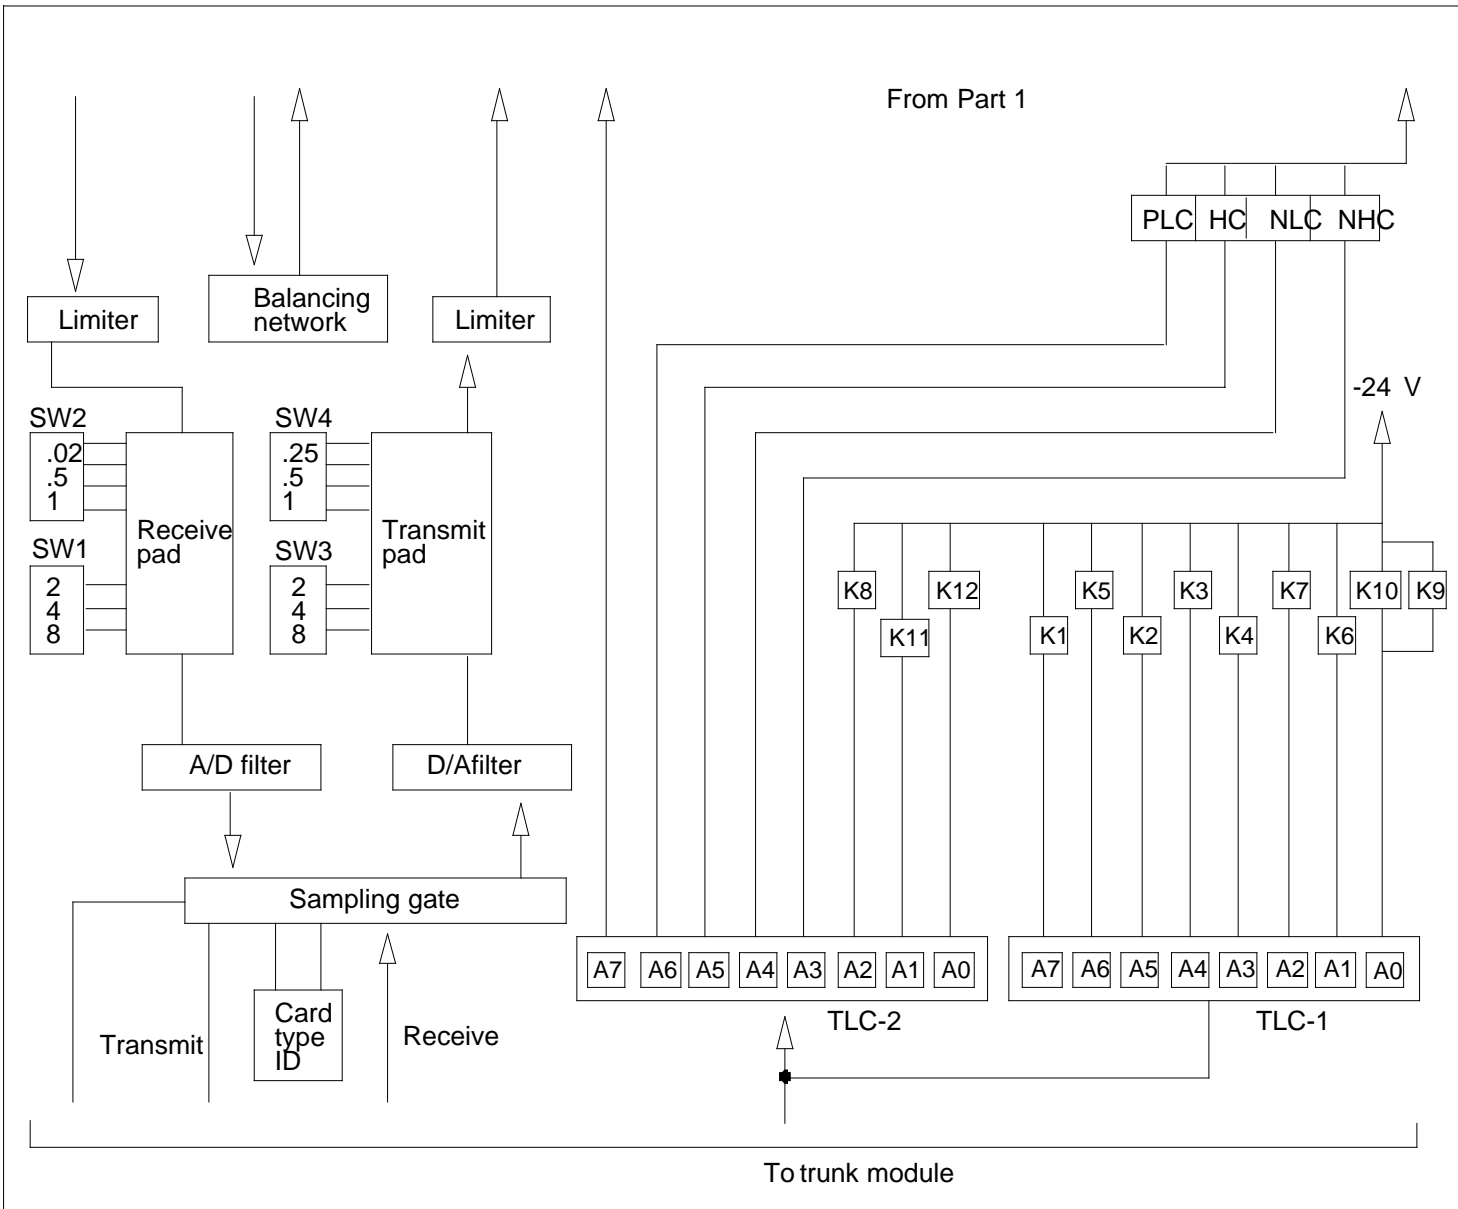 From Part 1
PLC HC NLC NHC
Limiter
Balancing
network
Limiter
-24 V
SW2
.02
.5
1
SW4
.25
.5
1
Receive
pad
Transmit
pad
SW1
2
4
8
SW3
2
4
8
K8 K12 K5 K3 K7 K10 K9
K11 K1 K2 K4 K6
A/D filter
D/Afilter
Sampling gate
A7 A6 A5 A4 A3 A2 A1 A0
A7 A6 A5 A4 A3 A2 A1 A0
TLC-2
TLC-1
Card
type
ID
Transmit
Receive
To trunk module